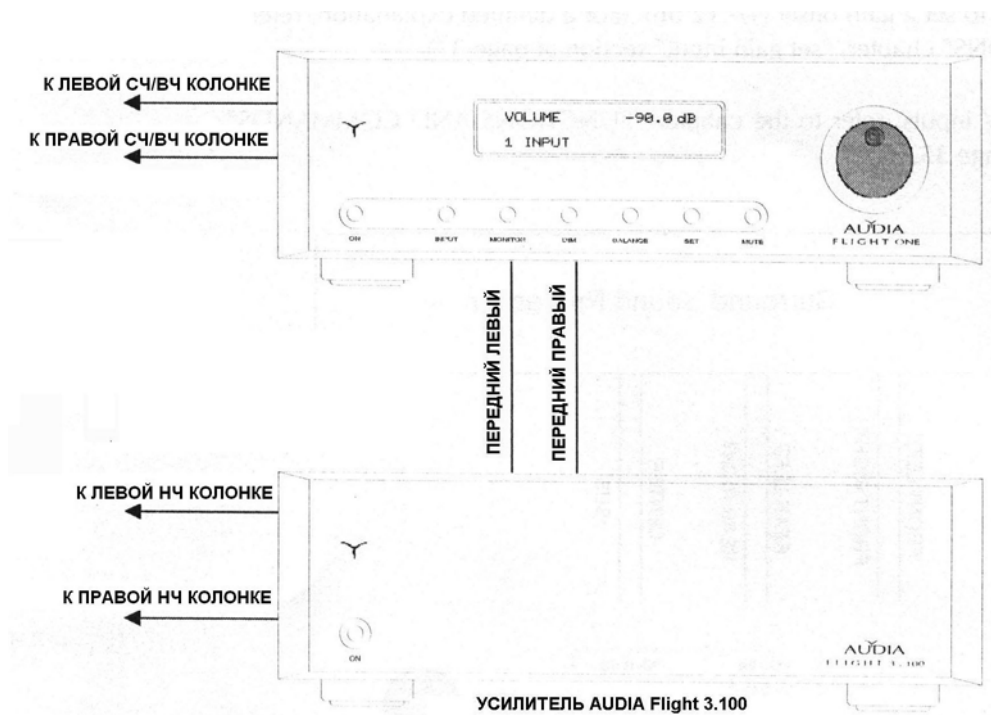 К ЛЕВОЙ СЧ/ВЧ КОЛОНКЕ
К ПРАВОЙ СЧ/ВЧ КОЛОНКЕ
VOLUME -90.0 dB
1 INPUT
ON INPUT MONITOR DIM BALANCE SET MUTE
AUDIA
FLIGHT ONE
ПЕРЕДНИЙ ЛЕВЫЙ
ПЕРЕДНИЙ ПРАВЫЙ
К ЛЕВОЙ НЧ КОЛОНКЕ
К ПРАВОЙ НЧ КОЛОНКЕ
ON
AUDIA
FLIGHT 3.100
УСИЛИТЕЛЬ AUDIA Flight 3.100